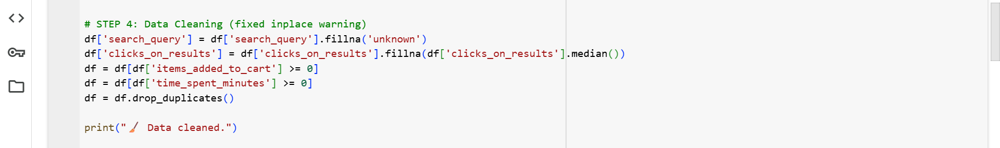 # STEP 4: Data Cleaning (fixed inplace warning)
df['search_query'] = df['search_query'].fillna('unknown')
df['clicks_on_results'] = df['clicks_on_results'].fillna(df['clicks_on_results'].median())
df = df[df['items_added_to_cart'] >= 0]
df = df[df['time_spent_minutes'] >= 0]
df = df.drop_duplicates()
print("🖌️ Data cleaned.")